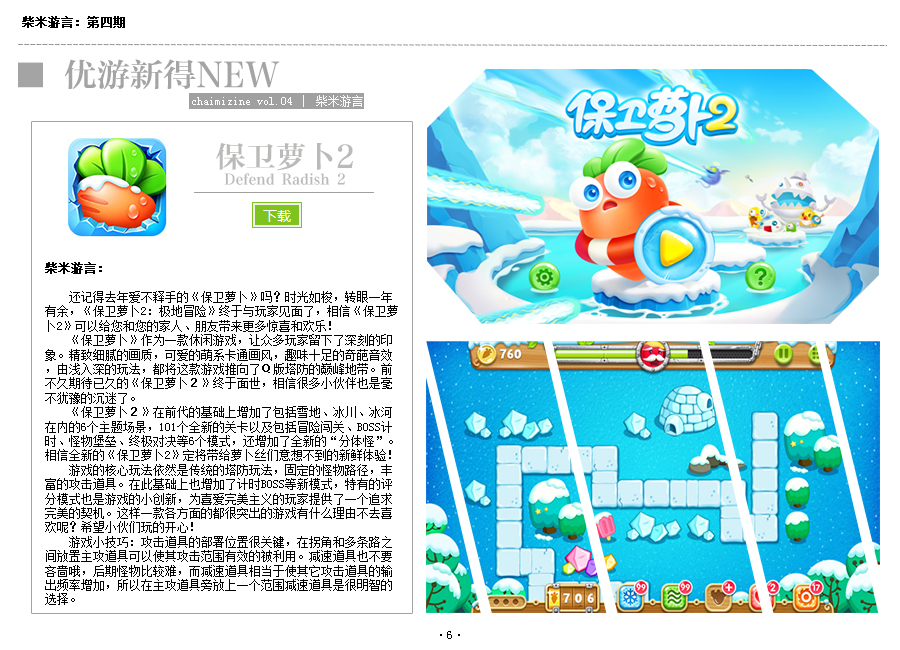 柴米游言：第四期
优游新得NEW
chaimizine vol.04 | 柴米游言
保卫萝卜2
Defend Radish 2
下载
柴米游言：
还记得去年爱不释手的《保卫萝卜》吗？时光如梭，转眼一年
有余，《保卫萝卜2：极地冒险》终于与玩家见面了，相信《保卫萝
卜2》可以给您和您的家人、朋友带来更多惊喜和欢乐！
《保卫萝卜》作为一款休闲游戏，让众多玩家留下了深刻的印
象。精致细腻的画质，可爱的萌系卡通画风，趣味十足的奇葩音效
，由浅入深的玩法，都将这款游戏推向了Q版塔防的巅峰地带。前
不久期待已久的《保卫萝卜２》终于面世，相信很多小伙伴也是毫
不犹豫的沉迷了。
《保卫萝卜２》在前代的基础上增加了包括雪地、冰川、冰河
在内的6个主题场景，101个全新的关卡以及包括冒险闯关、BOSS计
时、怪物堡垒、终极对决等6个模式，还增加了全新的“分体怪”。
相信全新的《保卫萝卜2》定将带给萝卜丝们意想不到的新鲜体验！
游戏的核心玩法依然是传统的塔防玩法，固定的怪物路径，丰
富的攻击道具。在此基础上也增加了计时BOSS等新模式，特有的评
分模式也是游戏的小创新，为喜爱完美主义的玩家提供了一个追求
完美的契机。这样一款各方面的都很突出的游戏有什么理由不去喜
欢呢？希望小伙们玩的开心！
游戏小技巧：攻击道具的部署位置很关键，在拐角和多条路之
间放置主攻道具可以使其攻击范围有效的被利用。减速道具也不要
吝啬哦，后期怪物比较难，而减速道具相当于使其它攻击道具的输
出频率增加，所以在主攻道具旁放上一个范围减速道具是很明智的
选择。
保卫萝卜2
?
760
706
99
99
+
2
17
·6·